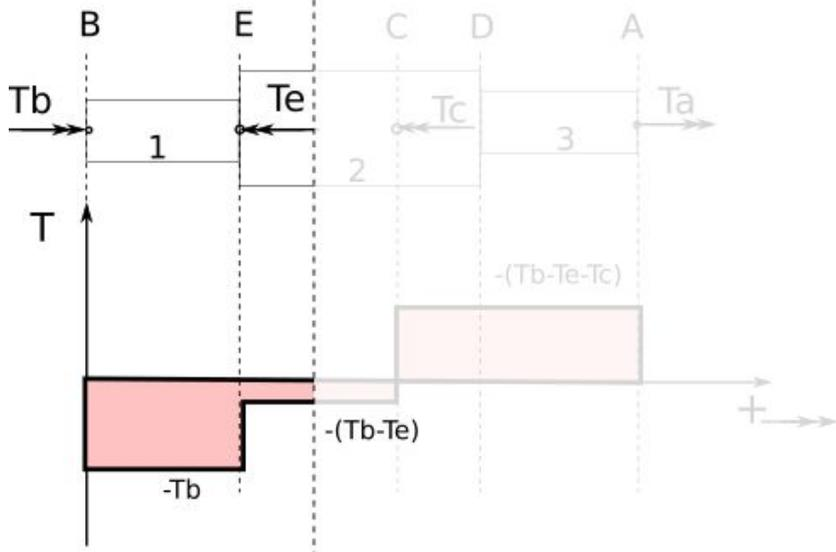 B E C D A
Tb Te Tc Ta
1 2 3
T
-(Tb-Te-Tc)
+
-(Tb-Te)
-Tb